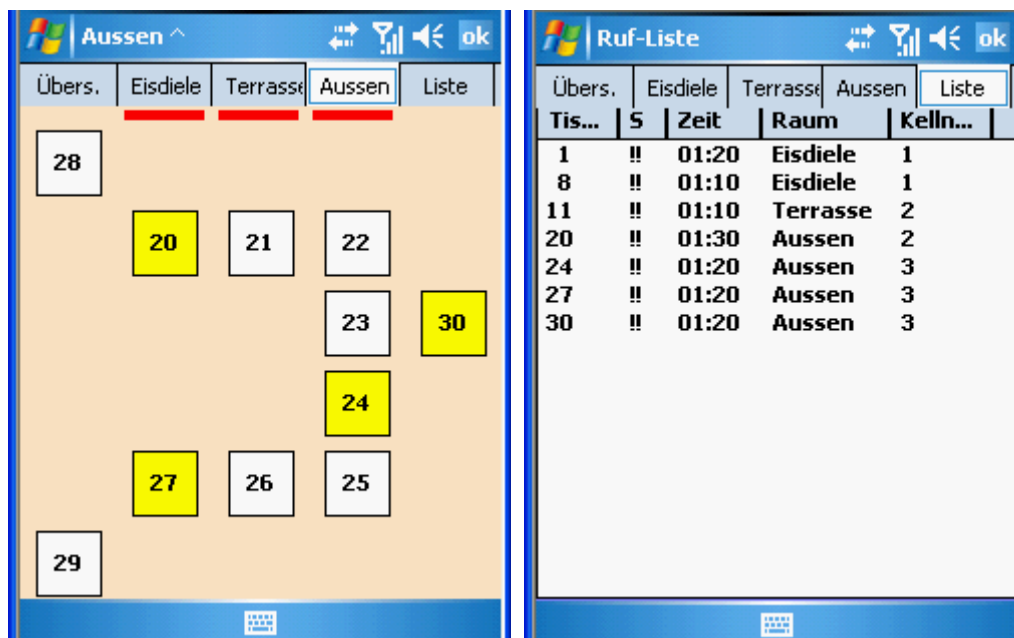 Aussen ^ ok
Übers. Eisdiele Terrasse Aussen Liste
28
20 21 22
23 30
24
27 26 25
29
Ruf-Liste ok
Übers. Eisdiele Terrasse Aussen Liste
Tis... S Zeit Raum Kelln...
1 !! 01:20 Eisdiele 1
8 !! 01:10 Eisdiele 1
11 !! 01:10 Terrasse 2
20 !! 01:30 Aussen 2
24 !! 01:20 Aussen 3
27 !! 01:20 Aussen 3
30 !! 01:20 Aussen 3